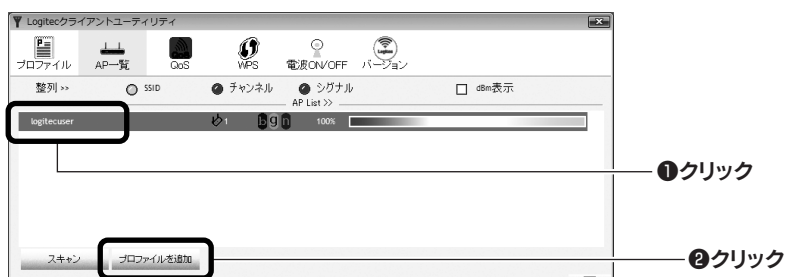 Logitecクライアントユーティリティ
プロファイル AP一覧 QoS WPS 電波ON/OFF バージョン
整列 >> SSID チャンネル シグナル dBm表示
AP List >>
logitecuser 1 b g n 100%
❶クリック
スキャン プロファイルを追加
❷クリック